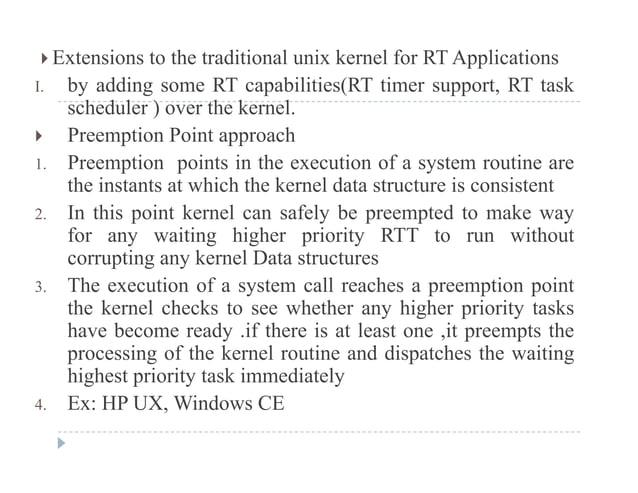 Extensions to the traditional unix kernel for RT Applications
I. by adding some RT capabilities(RT timer support, RT task
scheduler ) over the kernel.
Preemption Point approach
1. Preemption points in the execution of a system routine are
the instants at which the kernel data structure is consistent
2. In this point kernel can safely be preempted to make way
for any waiting higher priority RTT to run without
corrupting any kernel Data structures
3. The execution of a system call reaches a preemption point
the kernel checks to see whether any higher priority tasks
have become ready .if there is at least one ,it preempts the
processing of the kernel routine and dispatches the waiting
highest priority task immediately
4. Ex: HP UX, Windows CE